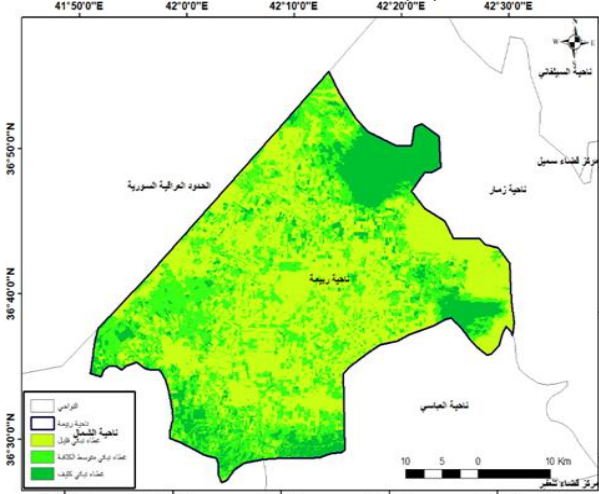 41°50'0"E 42°0'0"E 42°10'0"E 42°20'0"E 42°30'0"E
N
W E
S
ناحية السيلفاني
36°50'0"N
مركز قضاء سميل
الحدود العراقية السورية
ناحية زمار
ناحية ربيعة
36°40'0"N
ناحية العباسي
النواحي
ناحية ربيعة
ناحية الشمال
غطاء نباتي قليل
36°30'0"N
غطاء نباتي متوسط الكثافة
غطاء نباتي كثيف
10 5 0 10 Km
مركز قضاء تلعفر